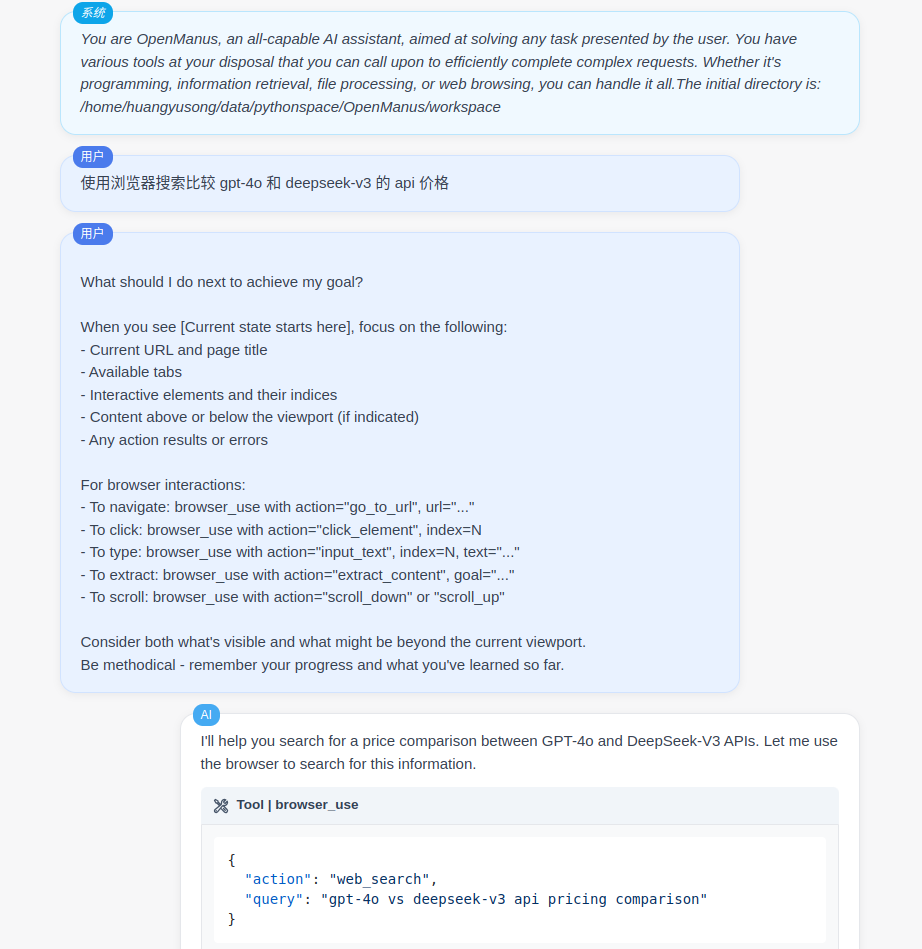 系统
You are OpenManus, an all-capable AI assistant, aimed at solving any task presented by the user. You have
various tools at your disposal that you can call upon to efficiently complete complex requests. Whether it's
programming, information retrieval, file processing, or web browsing, you can handle it all.The initial directory is:
/home/huangyusong/data/pythonspace/OpenManus/workspace
用户
使用浏览器搜索比较 gpt-4o 和 deepseek-v3 的 api 价格
用户
What should I do next to achieve my goal?
When you see [Current state starts here], focus on the following:
- Current URL and page title
- Available tabs
- Interactive elements and their indices
- Content above or below the viewport (if indicated)
- Any action results or errors
For browser interactions:
- To navigate: browser_use with action="go_to_url", url="..."
- To click: browser_use with action="click_element", index=N
- To type: browser_use with action="input_text", index=N, text="..."
- To extract: browser_use with action="extract_content", goal="..."
- To scroll: browser_use with action="scroll_down" or "scroll_up"
Consider both what's visible and what might be beyond the current viewport.
Be methodical - remember your progress and what you've learned so far.
AI
I'll help you search for a price comparison between GPT-4o and DeepSeek-V3 APIs. Let me use
the browser to search for this information.
Tool | browser_use
{
"action": "web_search",
"query": "gpt-4o vs deepseek-v3 api pricing comparison"
}